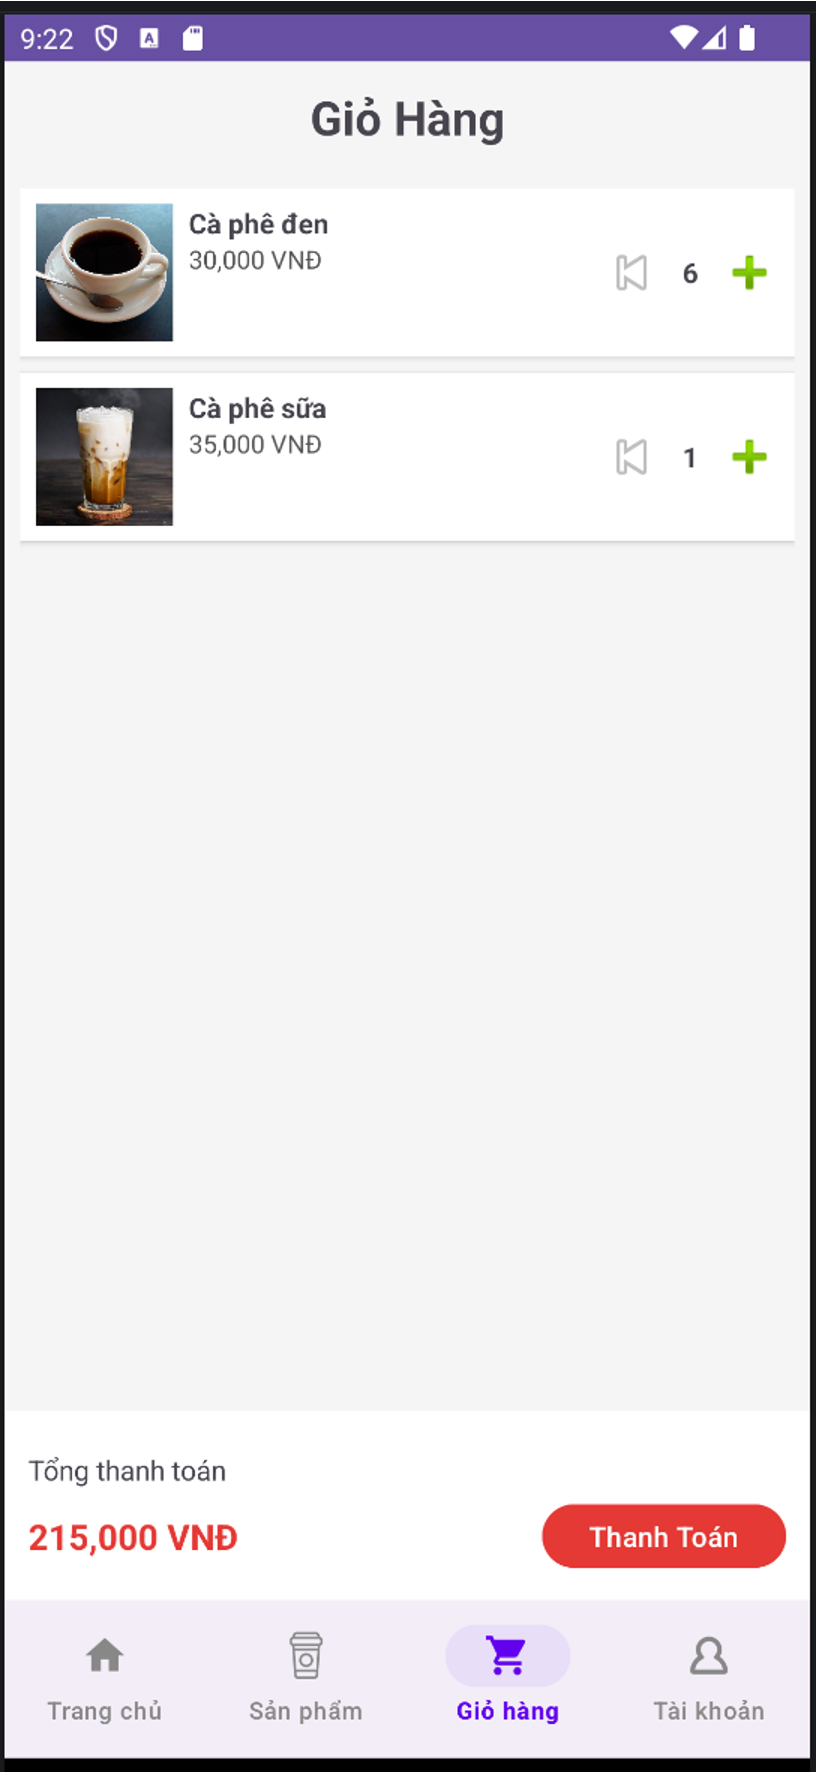 9:22
Giỏ Hàng
Cà phê đen
30,000 VNĐ
6
Cà phê sữa
35,000 VNĐ
1
Tổng thanh toán
215,000 VNĐ
Thanh Toán
Trang chủ
Sản phẩm
Giỏ hàng
Tài khoản